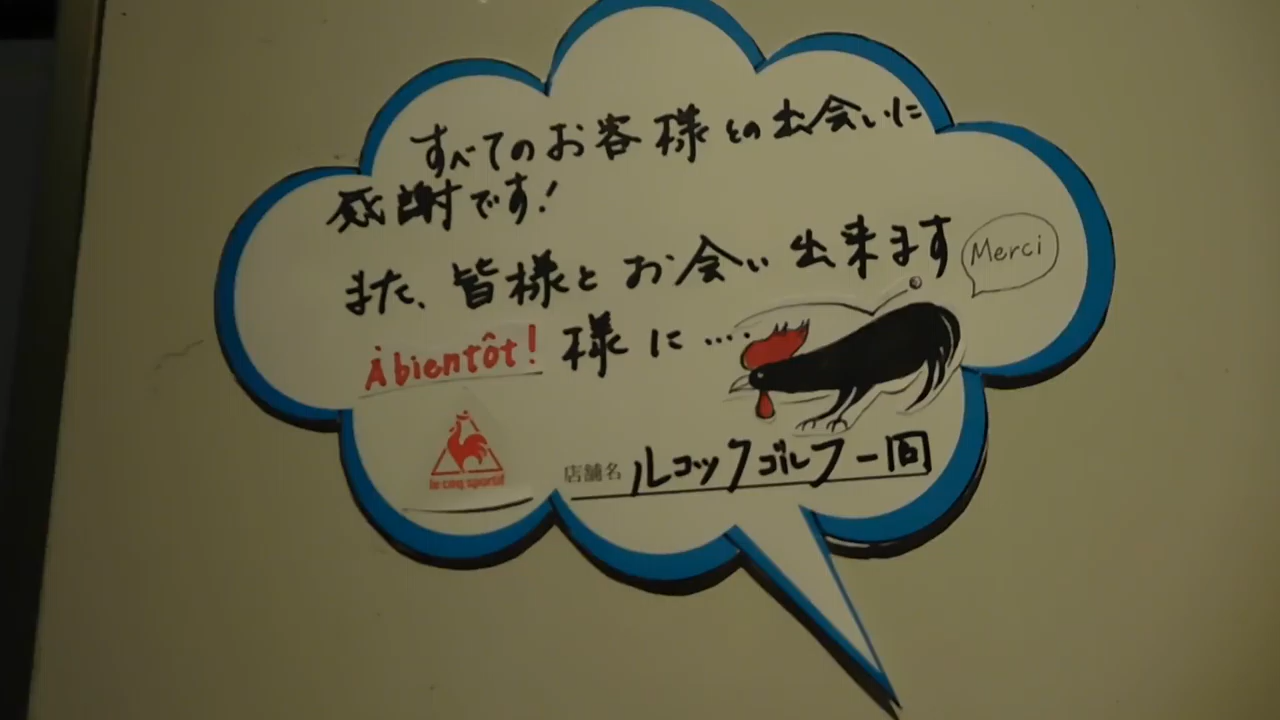 すべてのお客様との出会いに
感謝です!
また、皆様とお会い出来ます
Merci
À bientôt! 様に….
le coq sportif
店舗名 ルコックゴルフ一同